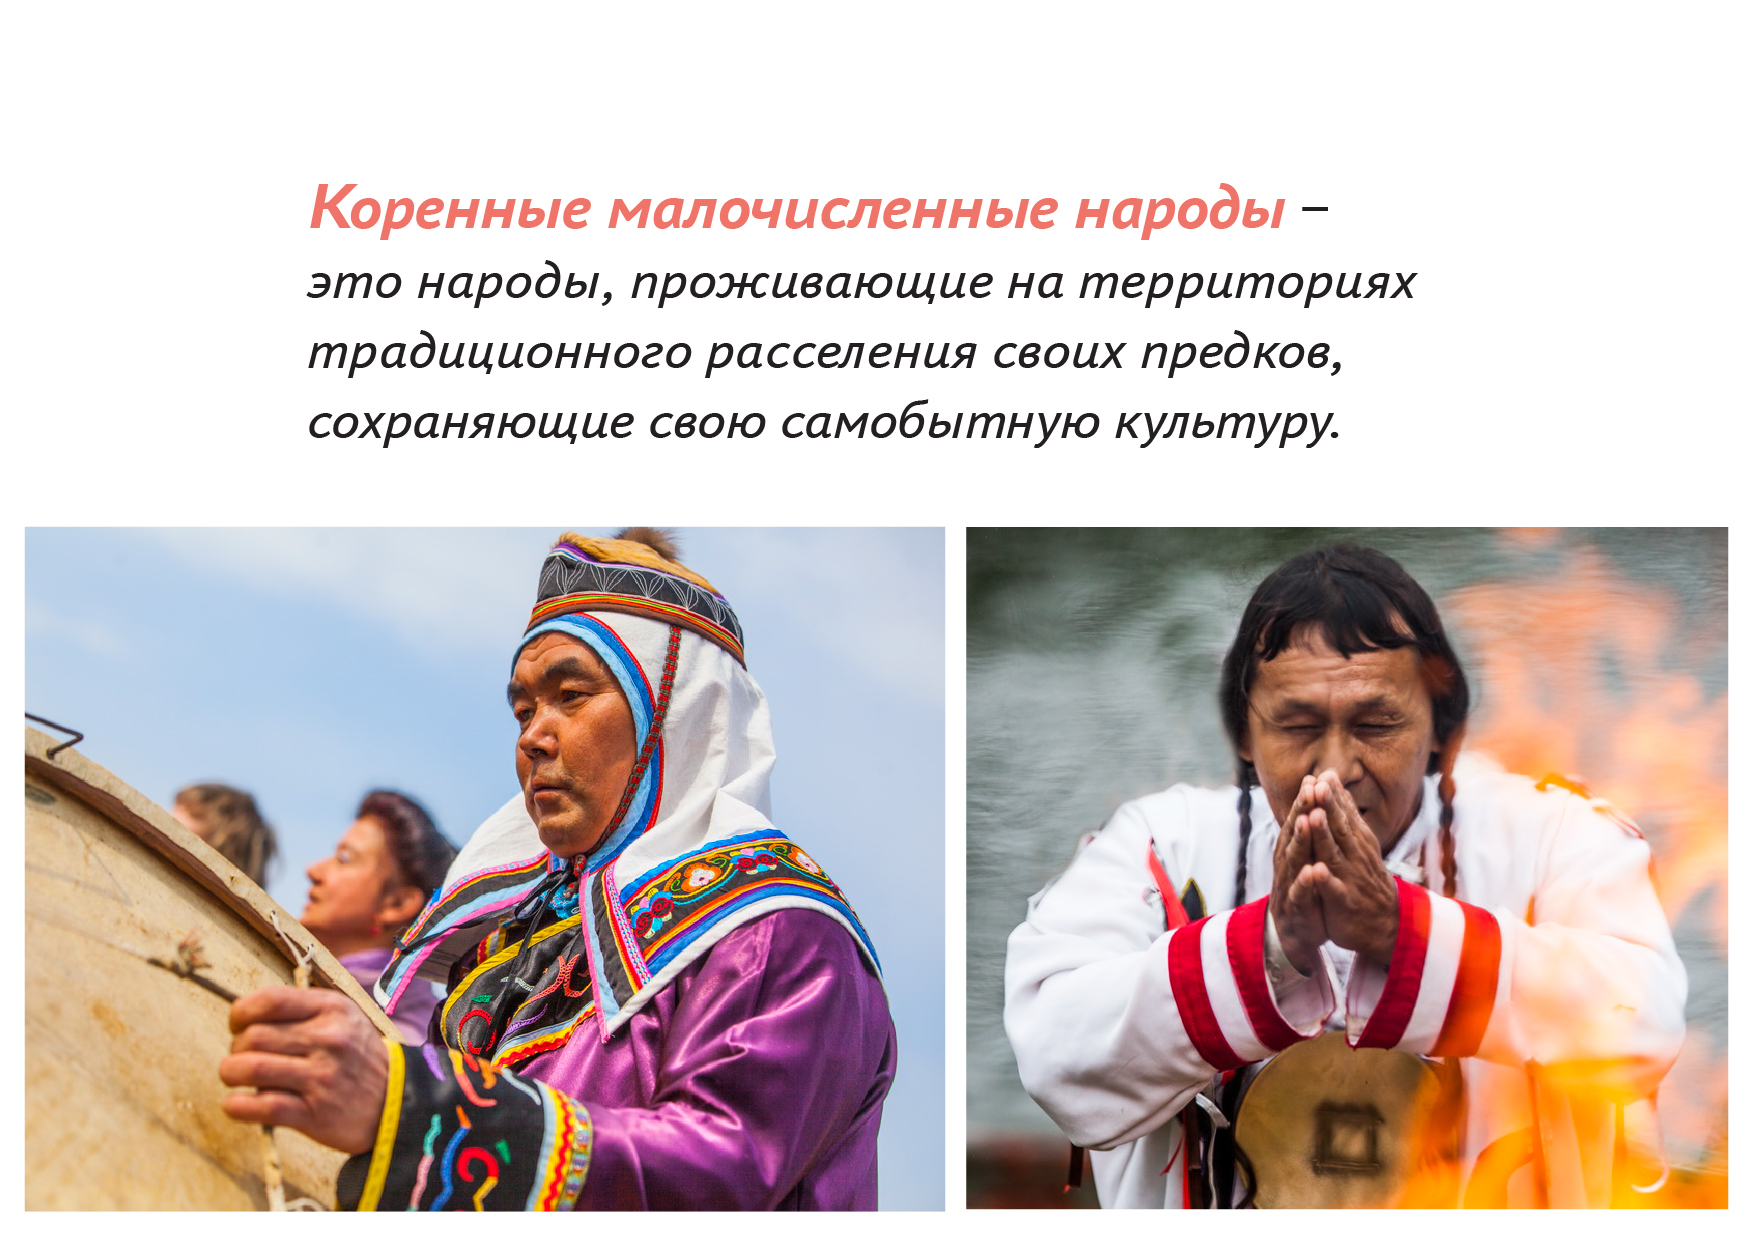 Коренные малочисленные народы –
это народы, проживающие на территориях
традиционного расселения своих предков,
сохраняющие свою самобытную культуру.